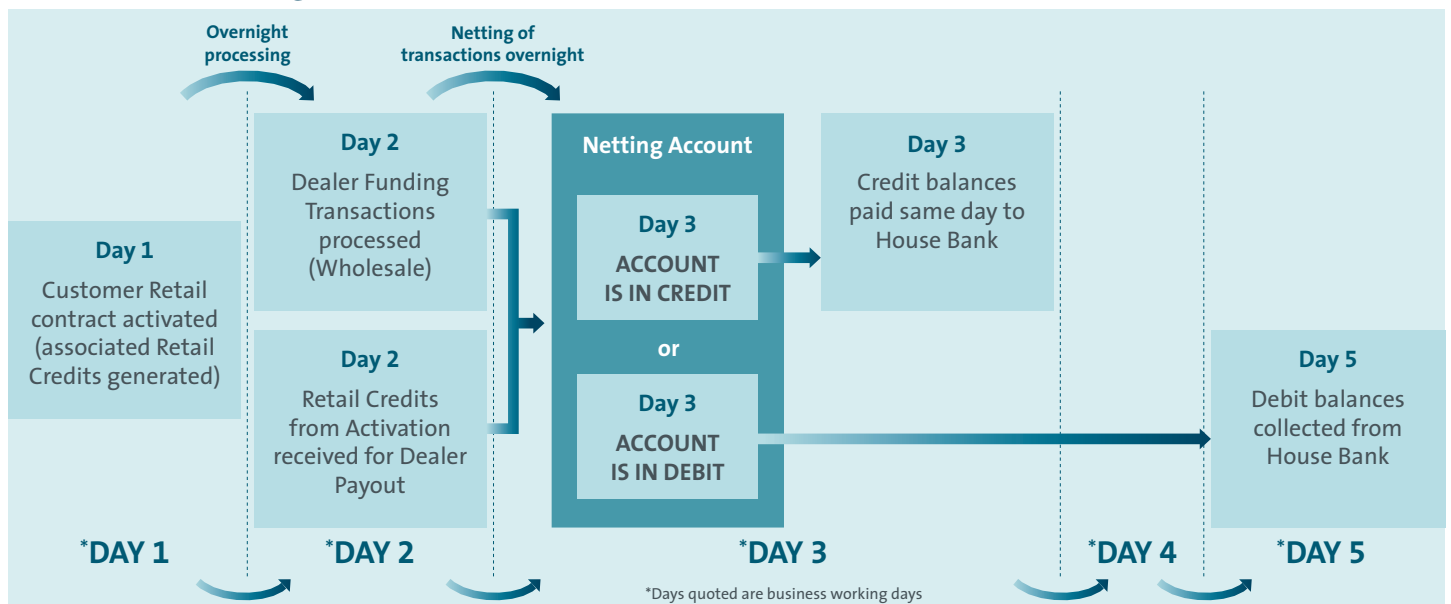 Overnight
processing
Netting of
transactions overnight
Day 1
Customer Retail
contract activated
(associated Retail
Credits generated)
Day 2
Dealer Funding
Transactions
processed
(Wholesale)
Day 2
Retail Credits
from Activation
received for Dealer
Payout
Netting Account
Day 3
ACCOUNT
IS IN CREDIT
or
Day 3
ACCOUNT
IS IN DEBIT
Day 3
Credit balances
paid same day to
House Bank
Day 5
Debit balances
collected from
House Bank
*DAY 1
*DAY 2
*DAY 3
*DAY 4
*DAY 5
*Days quoted are business working days